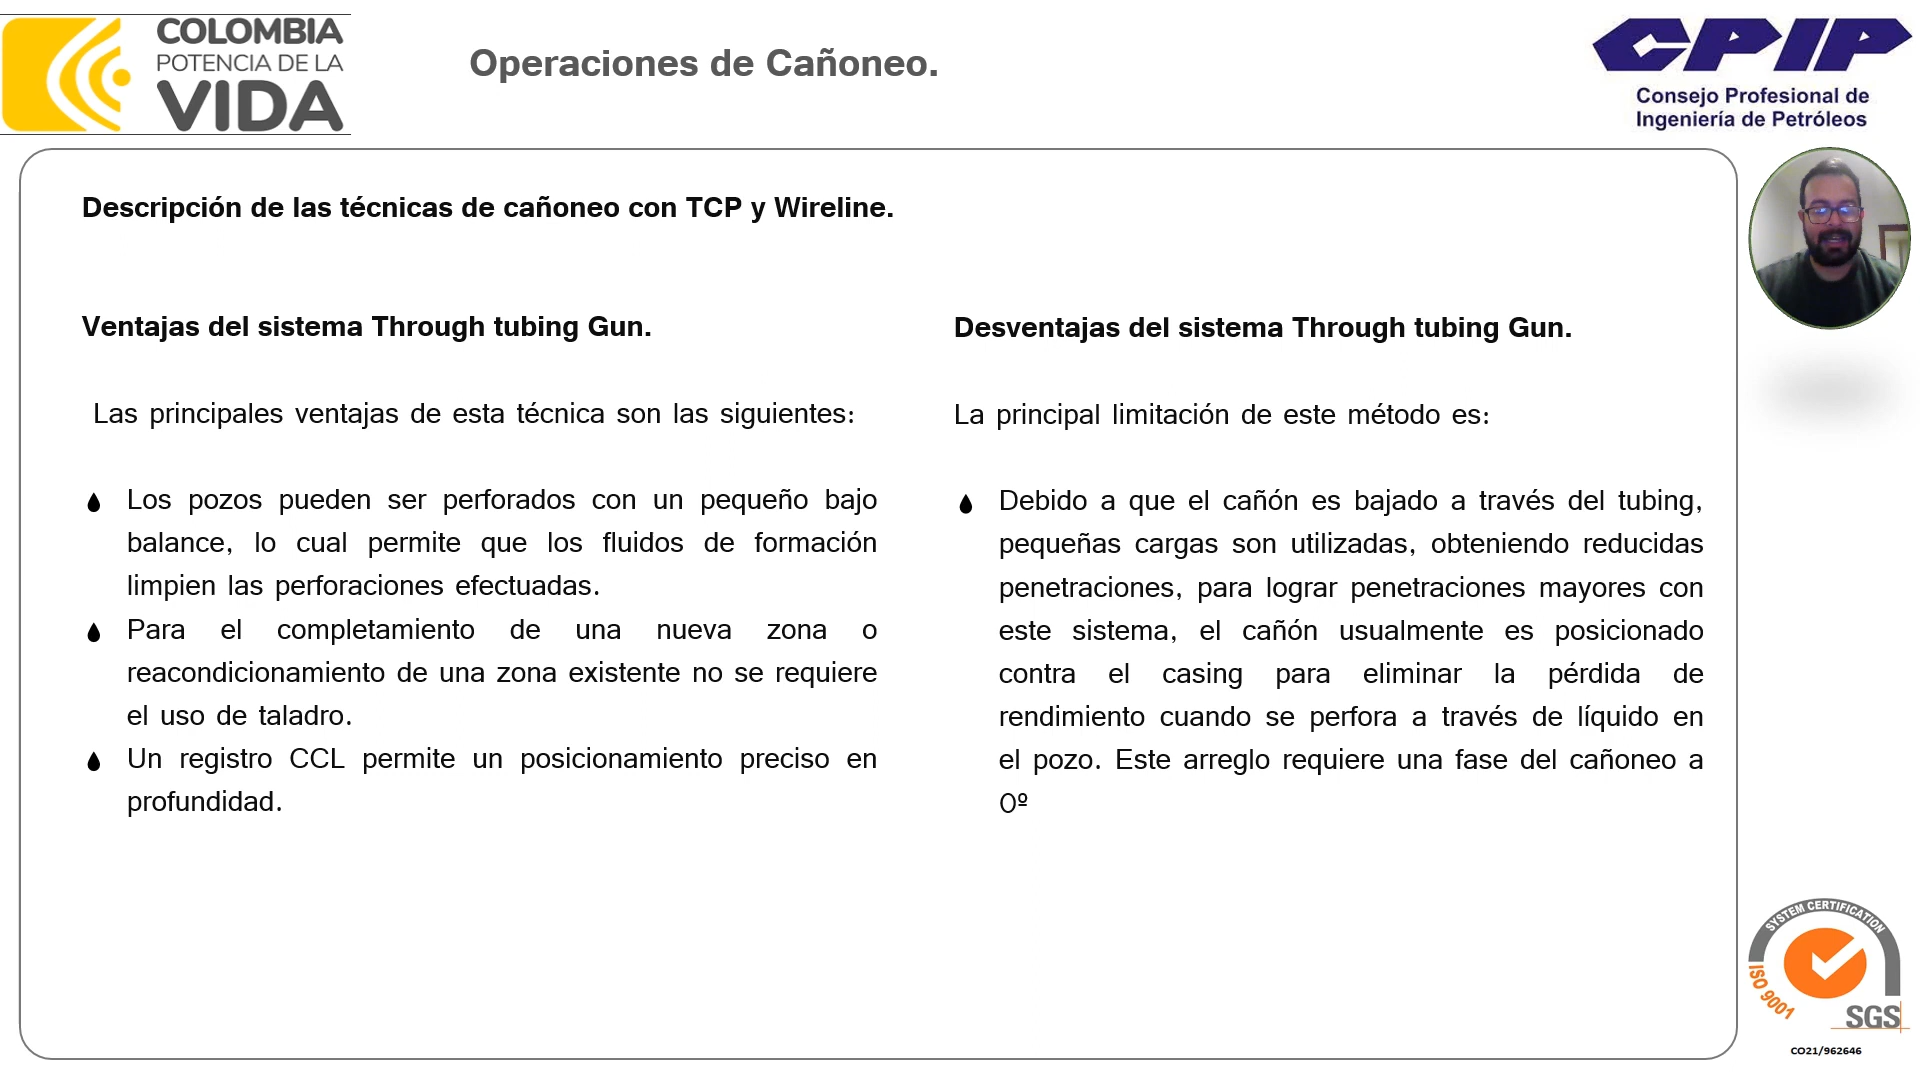 COLOMBIA
POTENCIA DE LA
VIDA
Operaciones de Cañoneo.
CPIP
Consejo Profesional de
Ingeniería de Petróleos
Descripción de las técnicas de cañoneo con TCP y Wireline.
Ventajas del sistema Through tubing Gun.
Las principales ventajas de esta técnica son las siguientes:
Los pozos pueden ser perforados con un pequeño bajo
balance, lo cual permite que los fluidos de formación
limpien las perforaciones efectuadas.
Para el completamiento de una nueva zona o
reacondicionamiento de una zona existente no se requiere
el uso de taladro.
Un registro CCL permite un posicionamiento preciso en
profundidad.
Desventajas del sistema Through tubing Gun.
La principal limitación de este método es:
Debido a que el cañón es bajado a través del tubing,
pequeñas cargas son utilizadas, obteniendo reducidas
penetraciones, para lograr penetraciones mayores con
este sistema, el cañón usualmente es posicionado
contra el casing para eliminar la pérdida de
rendimiento cuando se perfora a través de líquido en
el pozo. Este arreglo requiere una fase del cañoneo a
0º
SYSTEM CERTIFICATION
ISO 9001
SGS
CO21/962646